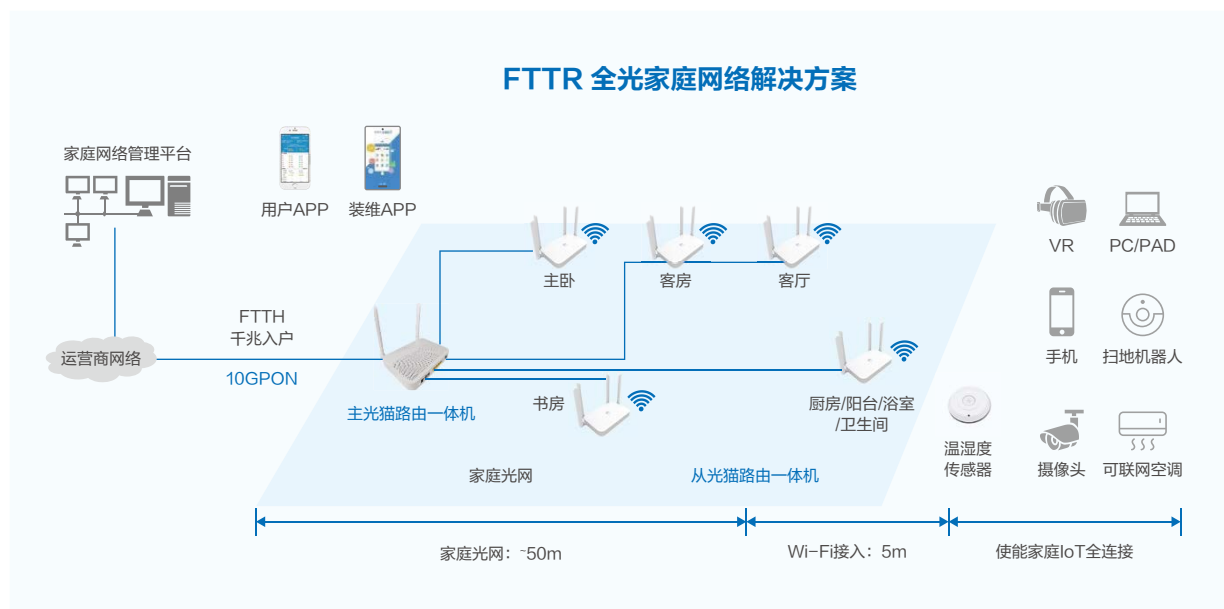 FTTR 全光家庭网络解决方案
家庭网络管理平台
用户APP
装维APP
主卧
客房
客厅
VR
PC/PAD
FTTH
千兆入户
运营商网络
10GPON
主光猫路由一体机
书房
厨房/阳台/浴室
/卫生间
手机
扫地机器人
温湿度
传感器
摄像头
可联网空调
家庭光网
从光猫路由一体机
家庭光网：~50m
Wi-Fi接入：5m
使能家庭IoT全连接